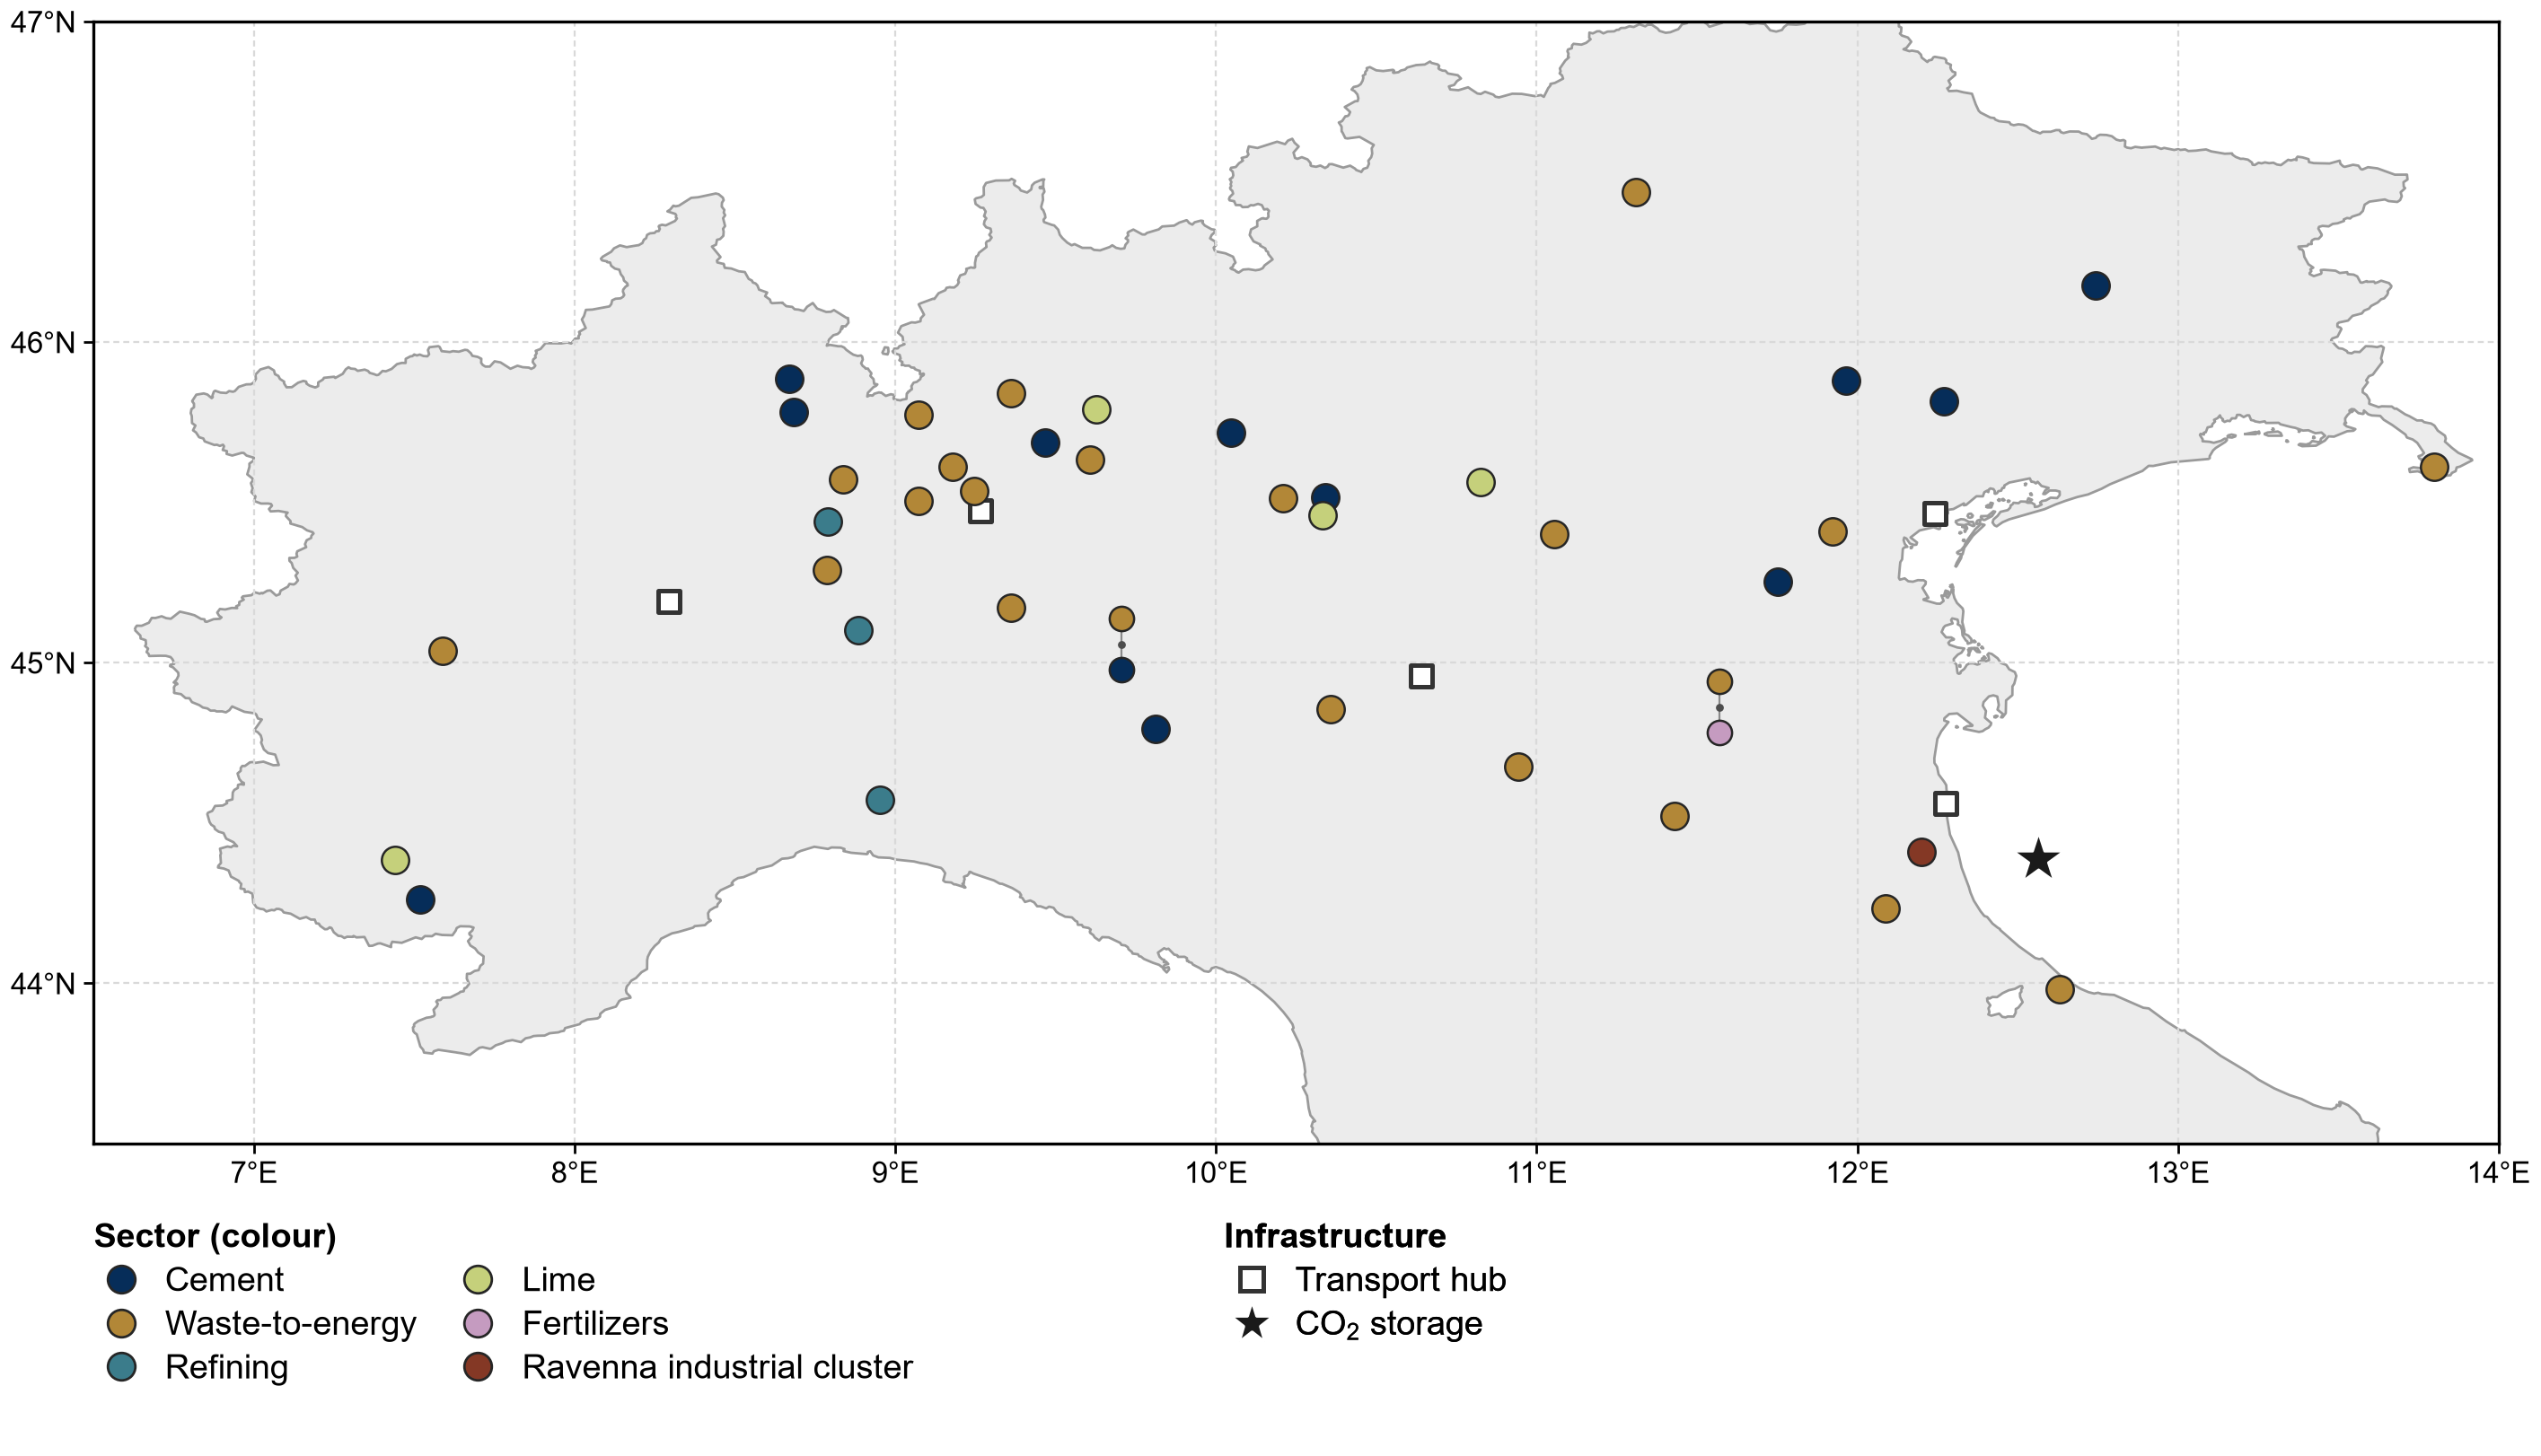 47°N
46°N
45°N
44°N
7°E 8°E 9°E 10°E 11°E 12°E 13°E 14°E
Sector (colour)
Cement
Waste-to-energy
Refining
Lime
Fertilizers
Ravenna industrial cluster
Infrastructure
Transport hub
CO₂ storage